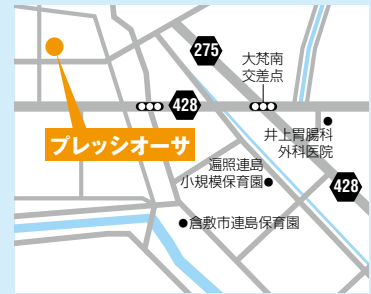 275
大梵南
交差点
428
プレッシオーサ
井上胃腸科
外科医院
遍照連島
小規模保育園
428
倉敷市連島保育園